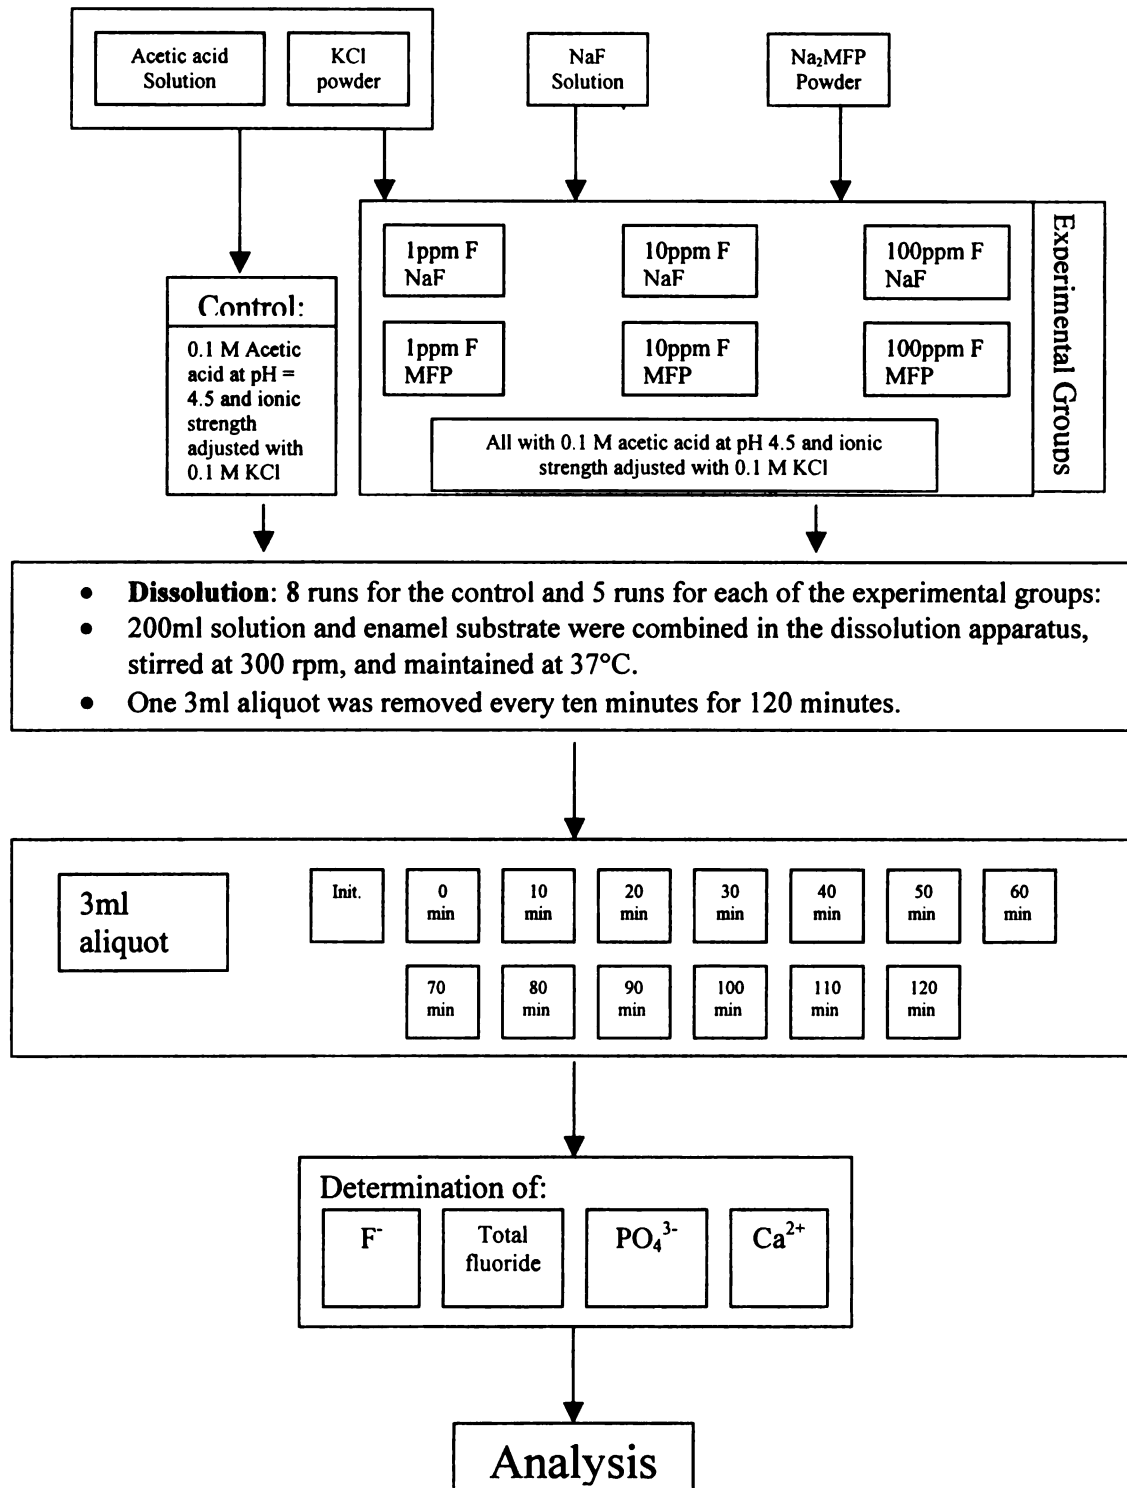 Acetic acid
Solution
KCl
powder
NaF
Solution
Na₂MFP
Powder
Control:
0.1 M Acetic
acid at pH =
4.5 and ionic
strength
adjusted with
0.1 M KCl
1ppm F
NaF
10ppm F
NaF
100ppm F
NaF
1ppm F
MFP
10ppm F
MFP
100ppm F
MFP
All with 0.1 M acetic acid at pH 4.5 and ionic
strength adjusted with 0.1 M KCl
Experimental Groups
• Dissolution: 8 runs for the control and 5 runs for each of the experimental groups:
• 200ml solution and enamel substrate were combined in the dissolution apparatus,
stirred at 300 rpm, and maintained at 37°C.
• One 3ml aliquot was removed every ten minutes for 120 minutes.
3ml
aliquot
Init.
0
min
10
min
20
min
30
min
40
min
50
min
60
min
70
min
80
min
90
min
100
min
110
min
120
min
Determination of:
F⁻
Total
fluoride
PO₄³⁻
Ca²⁺
Analysis